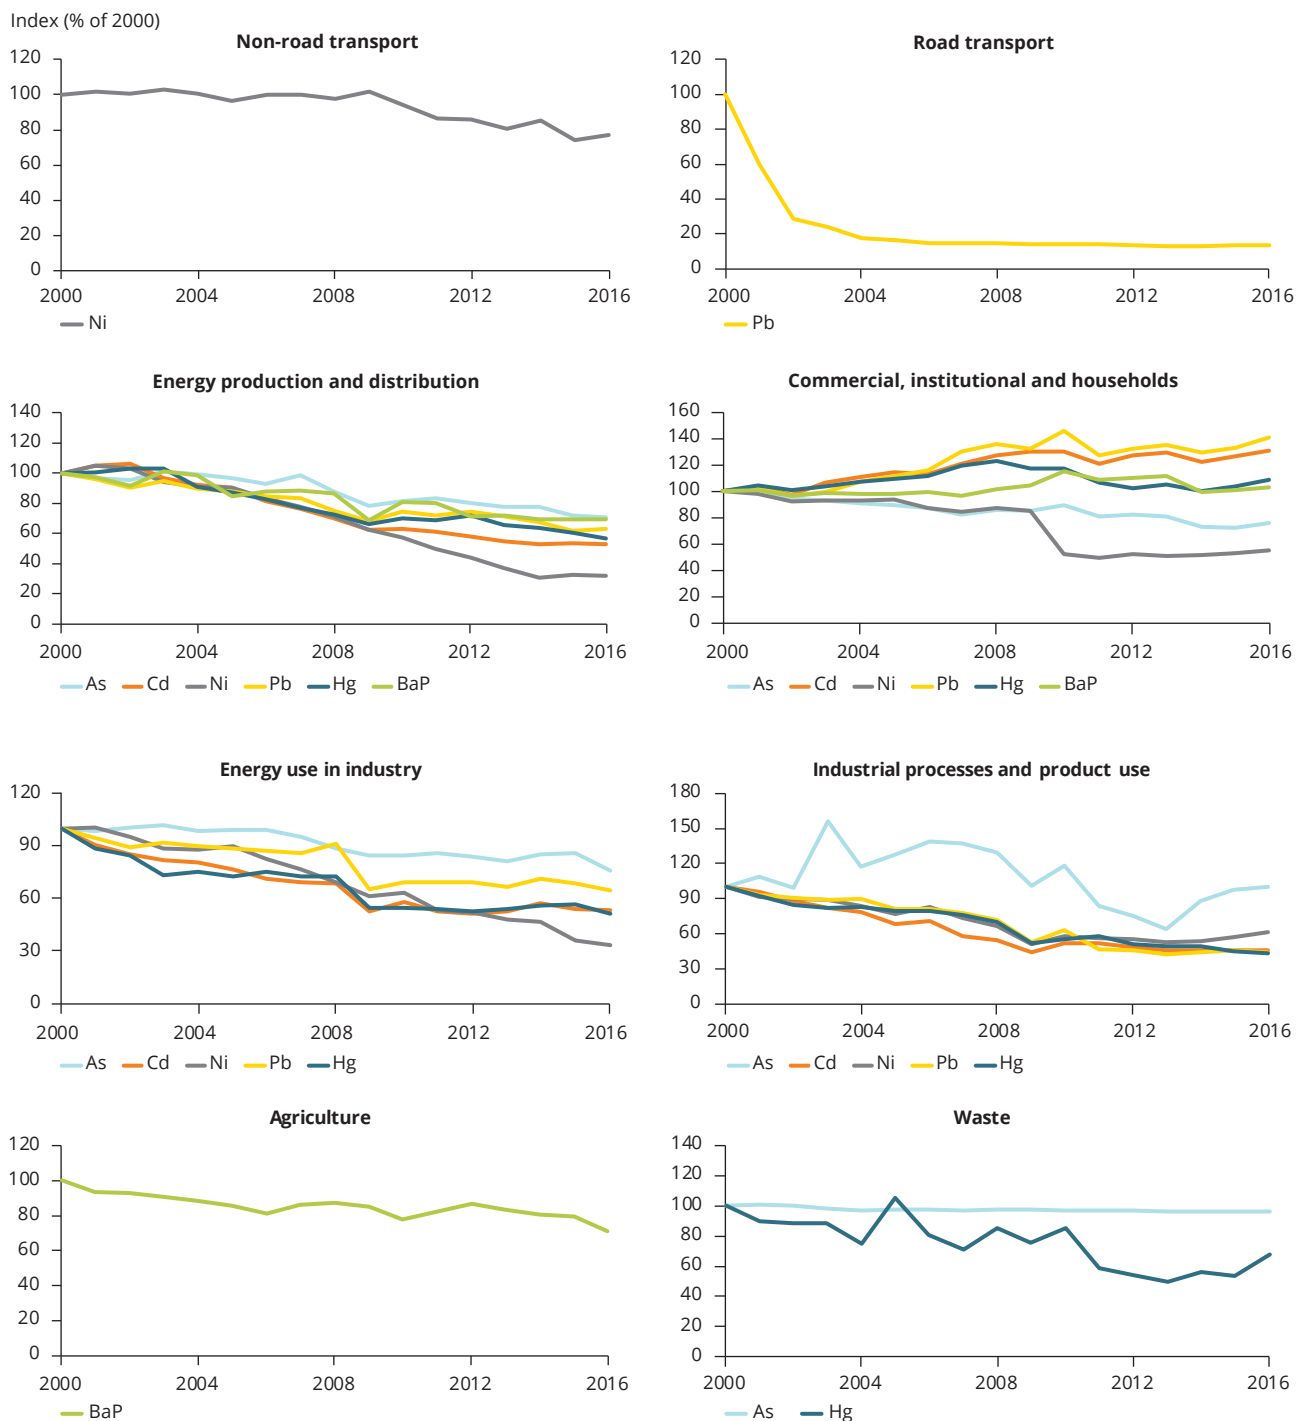 Index (% of 2000)
Non-road transport
120
100
80
60
40
20
0
2000 2004 2008 2012 2016
Ni
Road transport
120
100
80
60
40
20
0
2000 2004 2008 2012 2016
Pb
Energy production and distribution
140
120
100
80
60
40
20
0
2000 2004 2008 2012 2016
As Cd Ni Pb Hg BaP
Commercial, institutional and households
160
140
120
100
80
60
40
20
0
2000 2004 2008 2012 2016
As Cd Ni Pb Hg BaP
Energy use in industry
120
90
60
30
0
2000 2004 2008 2012 2016
As Cd Ni Pb Hg
Industrial processes and product use
180
150
120
90
60
30
0
2000 2004 2008 2012 2016
As Cd Ni Pb Hg
Agriculture
120
100
80
60
40
20
0
2000 2004 2008 2012 2016
BaP
Waste
140
120
100
80
60
40
20
0
2000 2004 2008 2012 2016
As Hg